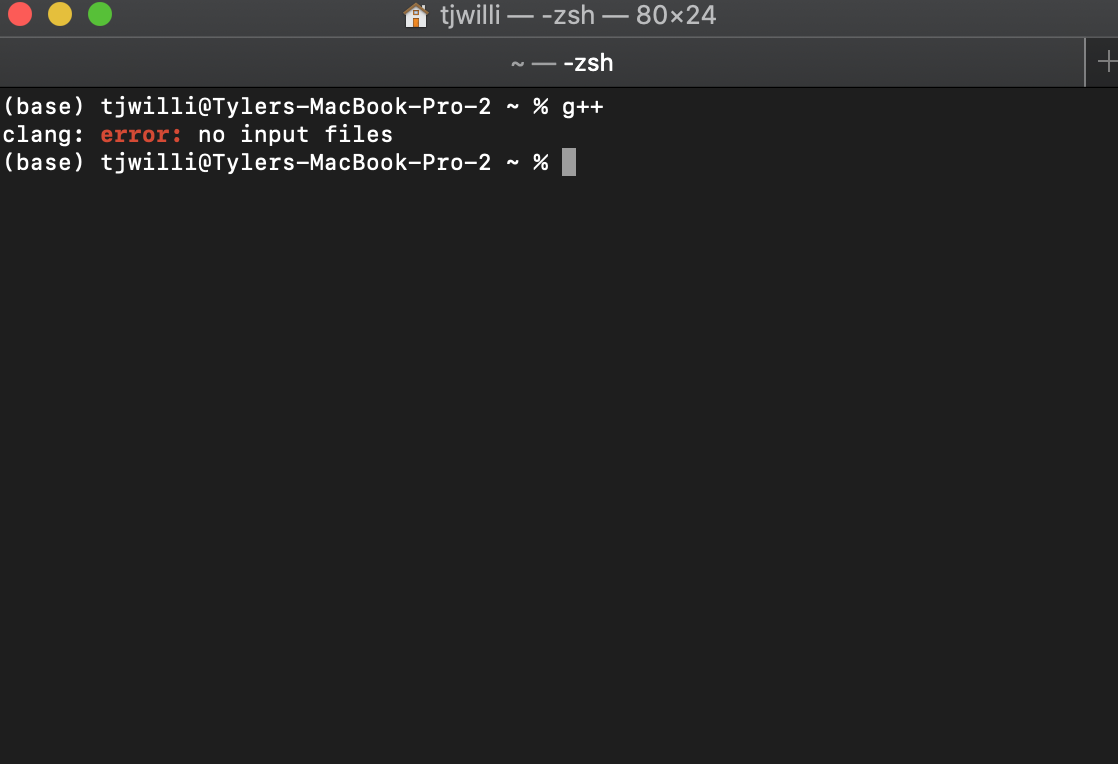 tjwilli — -zsh — 80×24
~ — -zsh
(base) tjwilli@Tylers-MacBook-Pro-2 ~ % g++
clang: error: no input files
(base) tjwilli@Tylers-MacBook-Pro-2 ~ %